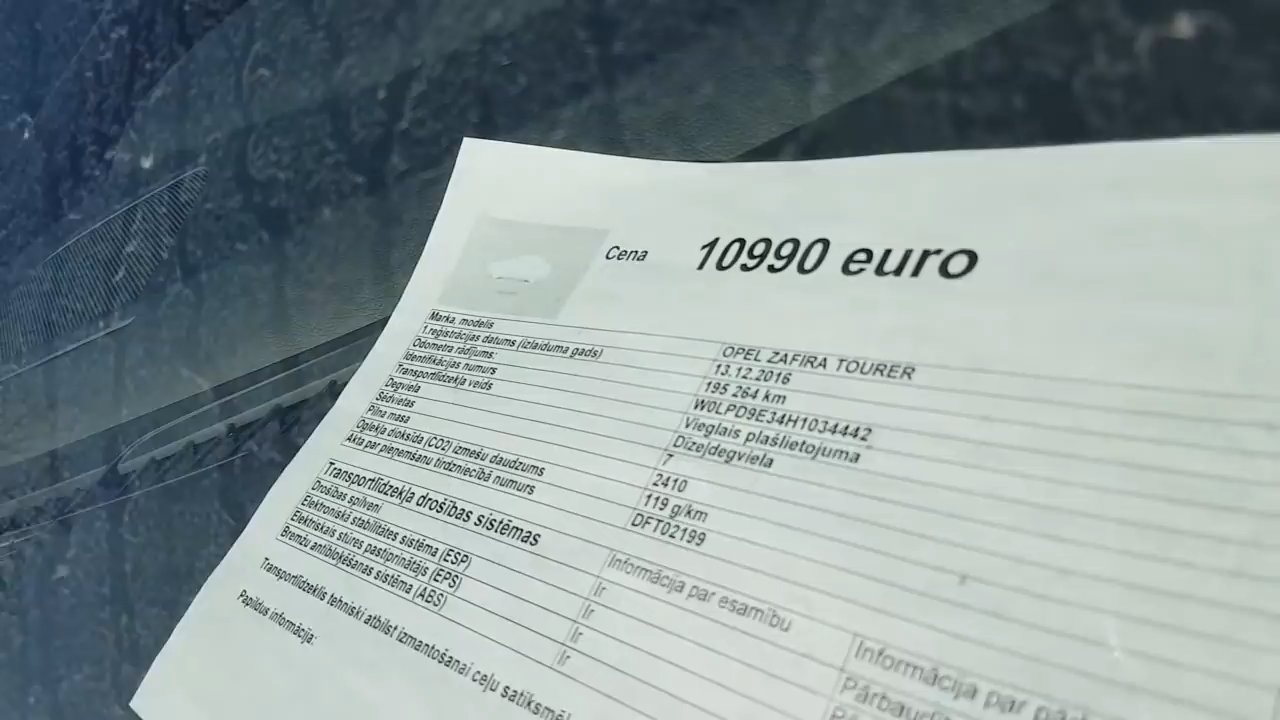 Cena 10990 euro
Marka, modelis OPEL ZAFIRA TOURER
1.reģistrācijas datums (izlaiduma gads) 13.12.2016
Odometra rādījums: 195 264 km
Identifikācijas numurs W0LPD9E34H1034442
Transportlīdzekļa veids Vieglais plašlietojuma
Degviela Dīzeļdegviela
Sēdvietas 7
Pilna masa 2410
Oglekļa dioksīda (CO2) izmešu daudzums 119 g/km
Akta par pieņemšanu tirdzniecībā numurs DFT02199
Transportlīdzekļa drošības sistēmas Informācija par esamību Informācija par
Drošības spilveni Ir
Elektroniskā stabilitātes sistēma (ESP) Ir
Elektriskais stūres pastiprinātājs (EPS) Ir
Bremžu antibloķēšanas sistēma (ABS) Ir
Transportlīdzeklis tehniski atbilst izmantošanai ceļu
Papildus informācija: